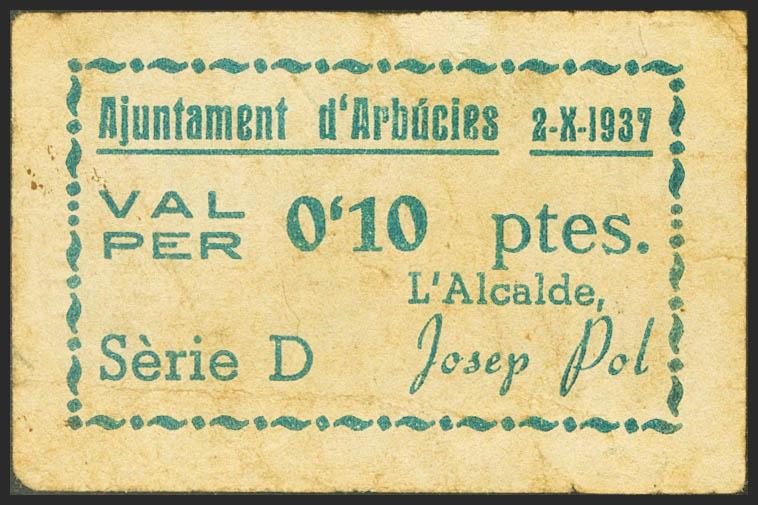 Ajuntament d'Arbúcies 2-X-1937
VAL PER 0'10 ptes.
L'Alcalde,
Sèrie D Josep Pol